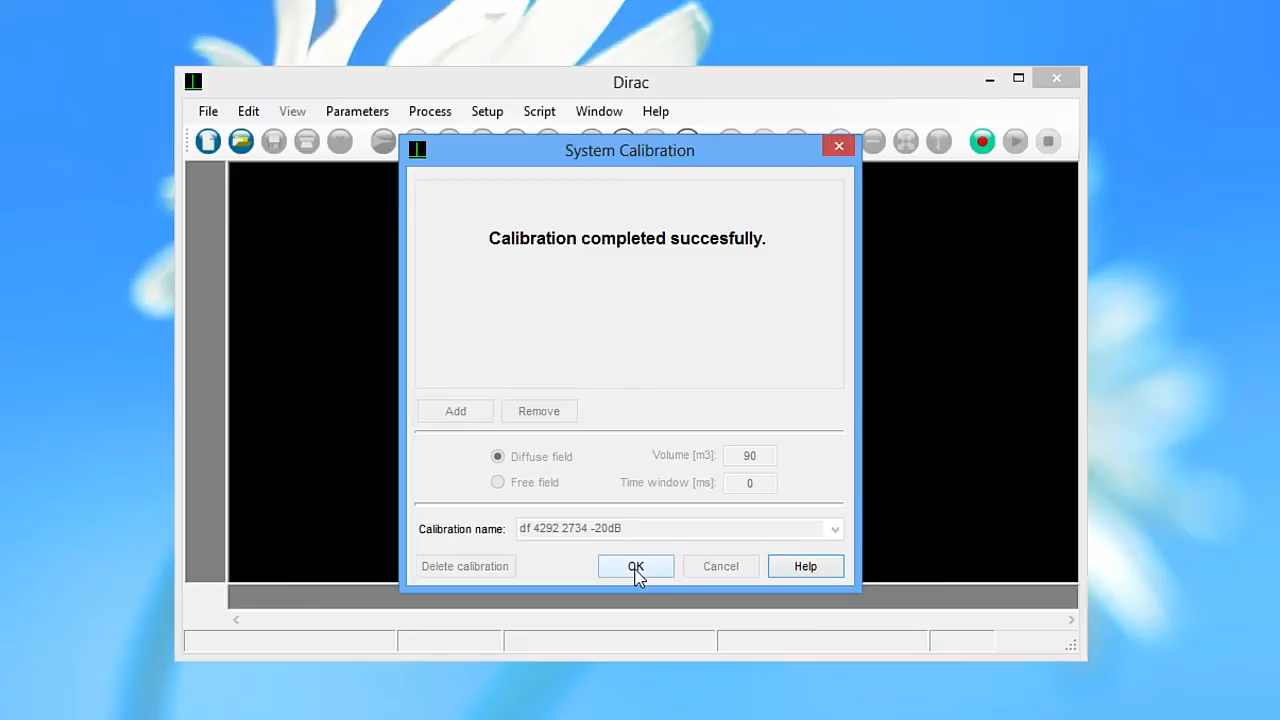 Dirac
File Edit View Parameters Process Setup Script Window Help
System Calibration
Calibration completed succesfully.
Add Remove
Diffuse field Volume [m3]: 90
Free field Time window [ms]: 0
Calibration name: df 4292 2734 -20dB
Delete calibration OK Cancel Help